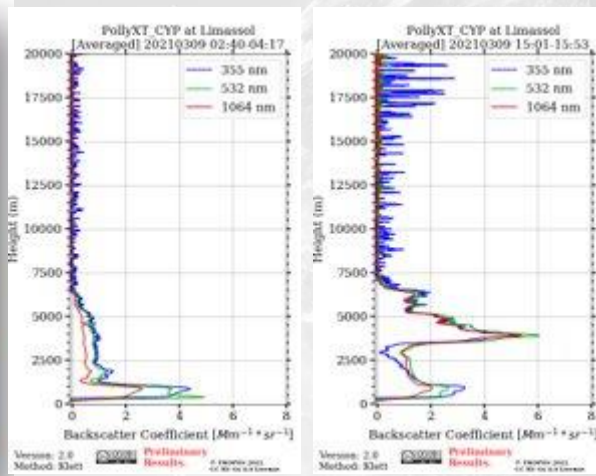 PollyXT_CYP at Limassol
[Averaged] 20210309 02:40-04:17
20000
17500
15000
12500
10000
7500
5000
2500
0
Height (m)
355 nm
532 nm
1064 nm
0 2 4 6 8
Backscatter Coefficient [Mm⁻¹*sr⁻¹]
Version: 2.0
Method: Klett
Preliminary
Results.
PollyXT_CYP at Limassol
[Averaged] 20210309 15:01-15:53
20000
17500
15000
12500
10000
7500
5000
2500
0
Height (m)
355 nm
532 nm
1064 nm
0 2 4 6 8
Backscatter Coefficient [Mm⁻¹*sr⁻¹]
Version: 2.0
Method: Klett
Preliminary
Results.